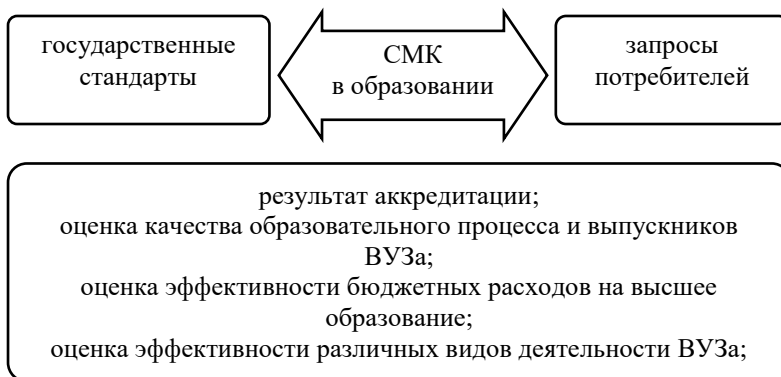 государственные
стандарты
СМК
в образовании
запросы
потребителей
результат аккредитации;
оценка качества образовательного процесса и выпускников
ВУЗа;
оценка эффективности бюджетных расходов на высшее
образование;
оценка эффективности различных видов деятельности ВУЗа;